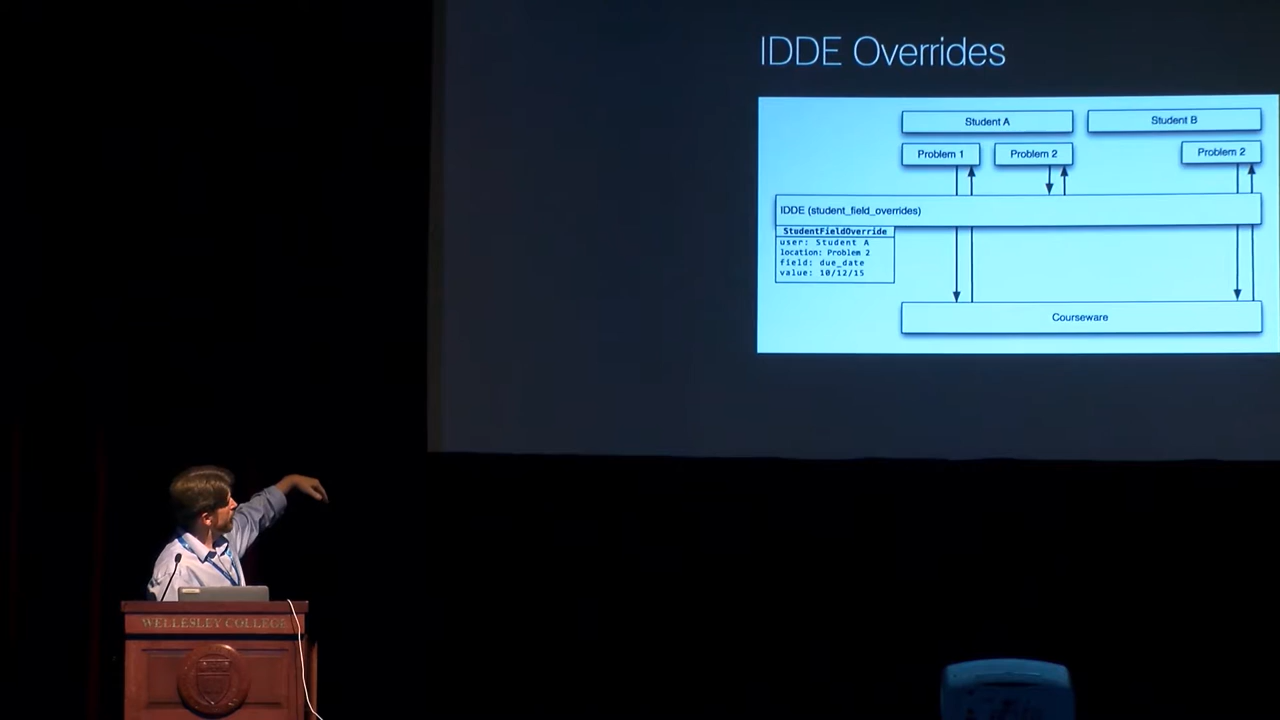 IDDE Overrides
Student A
Student B
Problem 1
Problem 2
Problem 2
IDDE (student_field_overrides)
StudentFieldOverride
user: Student A
location: Problem 2
field: due_date
value: 10/12/15
Courseware
WELLESLEY COLLEGE